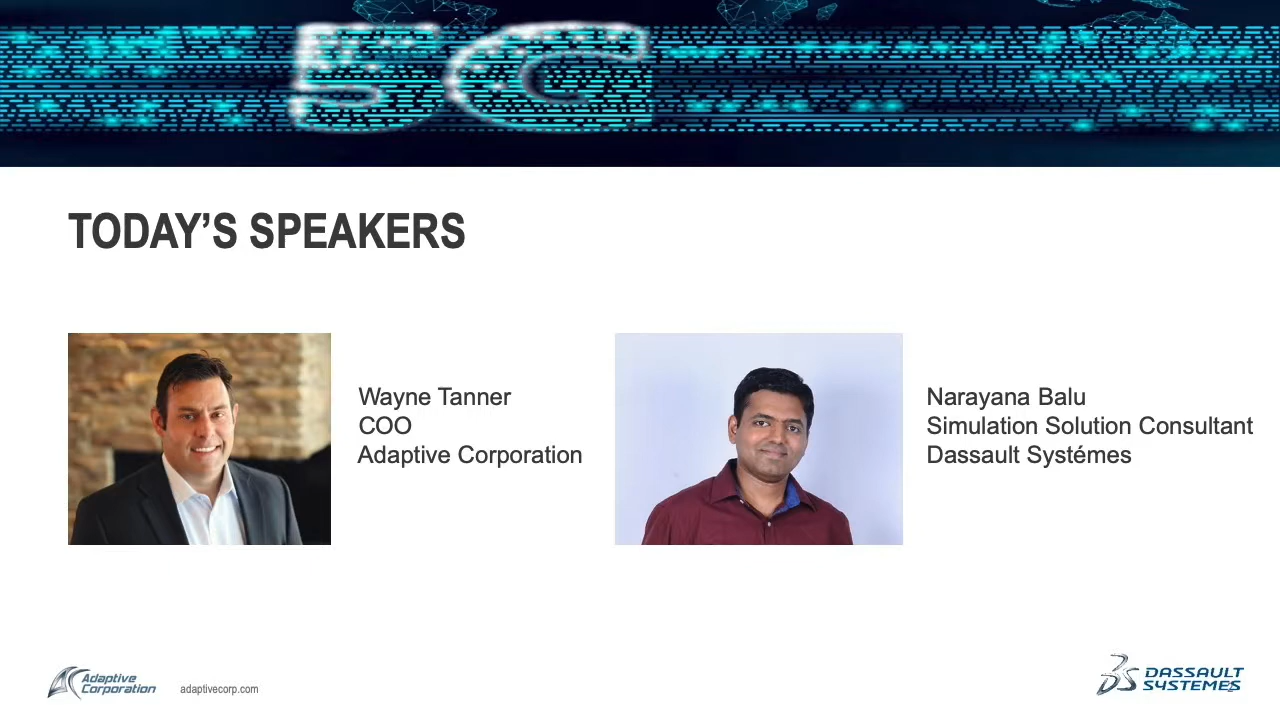 5G
TODAY’S SPEAKERS
Wayne Tanner
COO
Adaptive Corporation
Narayana Balu
Simulation Solution Consultant
Dassault Systémes
Adaptive
Corporation
adaptivecorp.com
DASSAULT
SYSTEMES